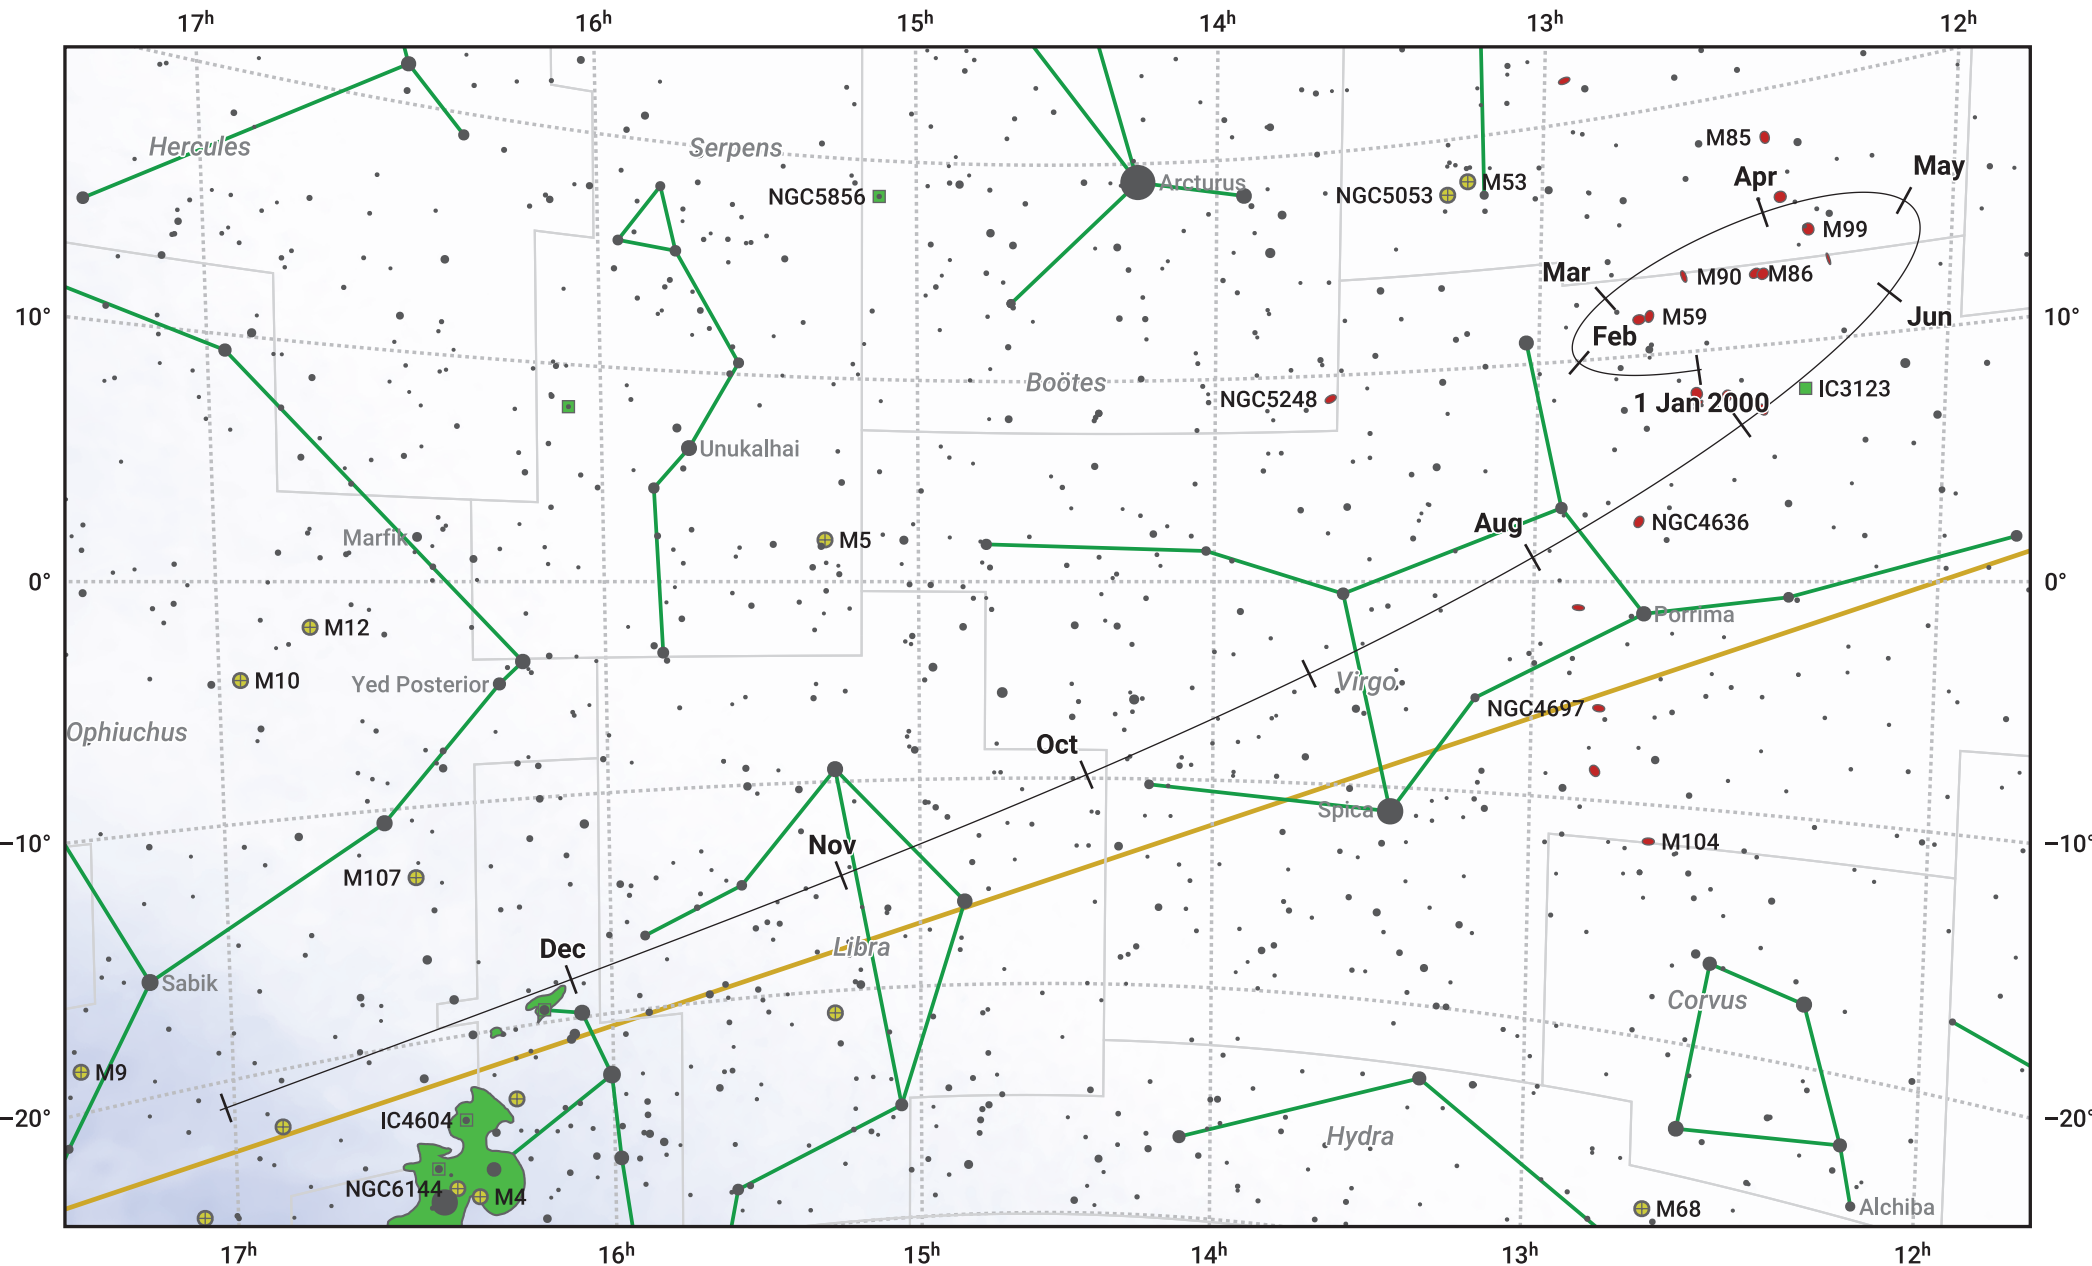 17h 16h 15h 14h 13h 12h
Hercules
Serpens
NGC5856
Arcturus
NGC5053
M53
M85
Apr
May
M99
Mar
M90
M86
10°
M59
Jun
10°
Feb
Boötes
NGC5248
1 Jan 2000
IC3123
Unukalhai
Marfik
M5
Aug
NGC4636
0°
0°
M12
Porrima
M10
Yed Posterior
Virgo
NGC4697
Ophiuchus
Oct
Spica
−10°
Nov
M104
−10°
M107
Dec
Libra
Sabik
Corvus
M9
IC4604
−20°
Hydra
−20°
NGC6144
M4
M68
Alchiba
17h 16h 15h 14h 13h 12h